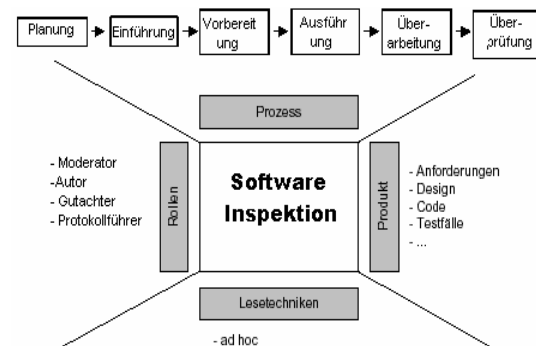 Planung
Einführung
Vorbereit
ung
Ausführ
ung
Über-
arbeitung
Über-
prüfung
Prozess
- Moderator
-Autor
- Gutachter
- Protokollführer
Rollen
Software
Inspektion
Produkt
- Anforderungen
- Design
- Code
- Testfälle
- ...
Lesetechniken
- ad hoc